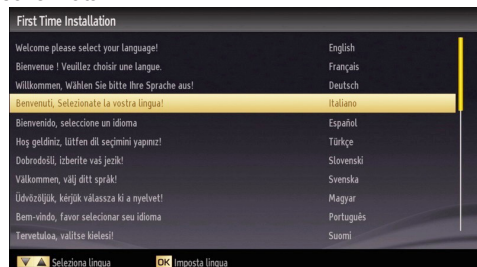 First Time Installation
Welcome please select your language! English
Bienvenue ! Veuillez choisir une langue. Français
Willkommen, Wählen Sie bitte Ihre Sprache aus! Deutsch
Benvenuti, Selezionate la vostra lingua! Italiano
Bienvenido, seleccione un idioma Español
Hoş geldiniz, lütfen dil seçimini yapınız! Türkçe
Dobrodošli, izberite vaš jezik! Slovenski
Välkommen, välj ditt språk! Svenska
Üdvözöljük, kérjük válassza ki a nyelvet! Magyar
Bem-vindo, favor selecionar seu idioma Português
Tervetuloa, valitse kielesi! Suomi
Seleziona lingua OK Imposta lingua